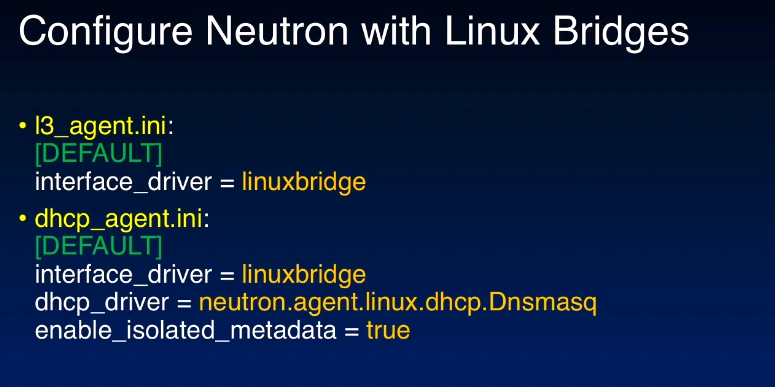 Configure Neutron with Linux Bridges
• l3_agent.ini:
[DEFAULT]
interface_driver = linuxbridge
• dhcp_agent.ini:
[DEFAULT]
interface_driver = linuxbridge
dhcp_driver = neutron.agent.linux.dhcp.Dnsmasq
enable_isolated_metadata = true